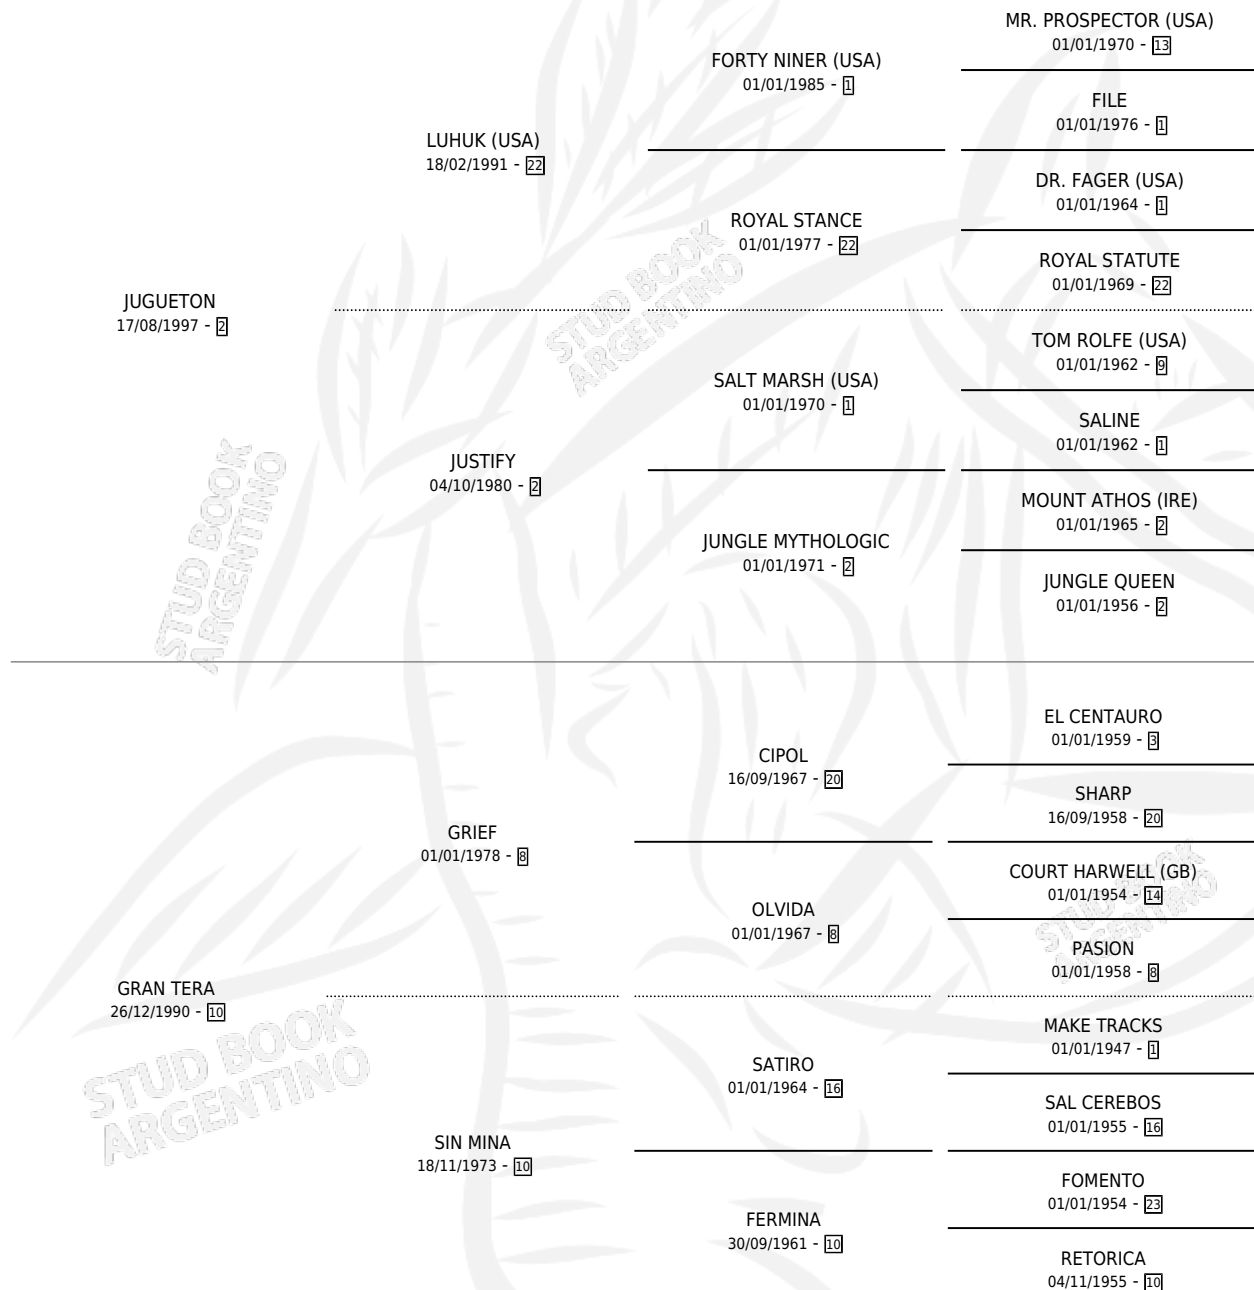 MR. PROSPECTOR (USA)
01/01/1970 - 13
FORTY NINER (USA)
01/01/1985 - 1
FILE
01/01/1976 - 1
LUHUK (USA)
18/02/1991 - 22
DR. FAGER (USA)
01/01/1964 - 1
ROYAL STANCE
01/01/1977 - 22
ROYAL STATUTE
01/01/1969 - 22
JUGUETON
17/08/1997 - 2
TOM ROLFE (USA)
01/01/1962 - 9
SALT MARSH (USA)
01/01/1970 - 1
SALINE
01/01/1962 - 1
JUSTIFY
04/10/1980 - 2
MOUNT ATHOS (IRE)
01/01/1965 - 2
JUNGLE MYTHOLOGIC
01/01/1971 - 2
JUNGLE QUEEN
01/01/1956 - 2
EL CENTAURO
01/01/1959 - 3
CIPOL
16/09/1967 - 20
SHARP
16/09/1958 - 20
GRIEF
01/01/1978 - 8
COURT HARWELL (GB)
01/01/1954 - 14
OLVIDA
01/01/1967 - 8
PASION
01/01/1958 - 8
GRAN TERA
26/12/1990 - 10
MAKE TRACKS
01/01/1947 - 1
SATIRO
01/01/1964 - 16
SAL CEREBOS
01/01/1955 - 16
SIN MINA
18/11/1973 - 10
FOMENTO
01/01/1954 - 23
FERMINA
30/09/1961 - 10
RETORICA
04/11/1955 - 10
STUD BOOK
ARGENTINO
STUD BOOK
ARGENTINO
STUD BOOK
ARGENTINO
STUD BOOK
ARGENTINO